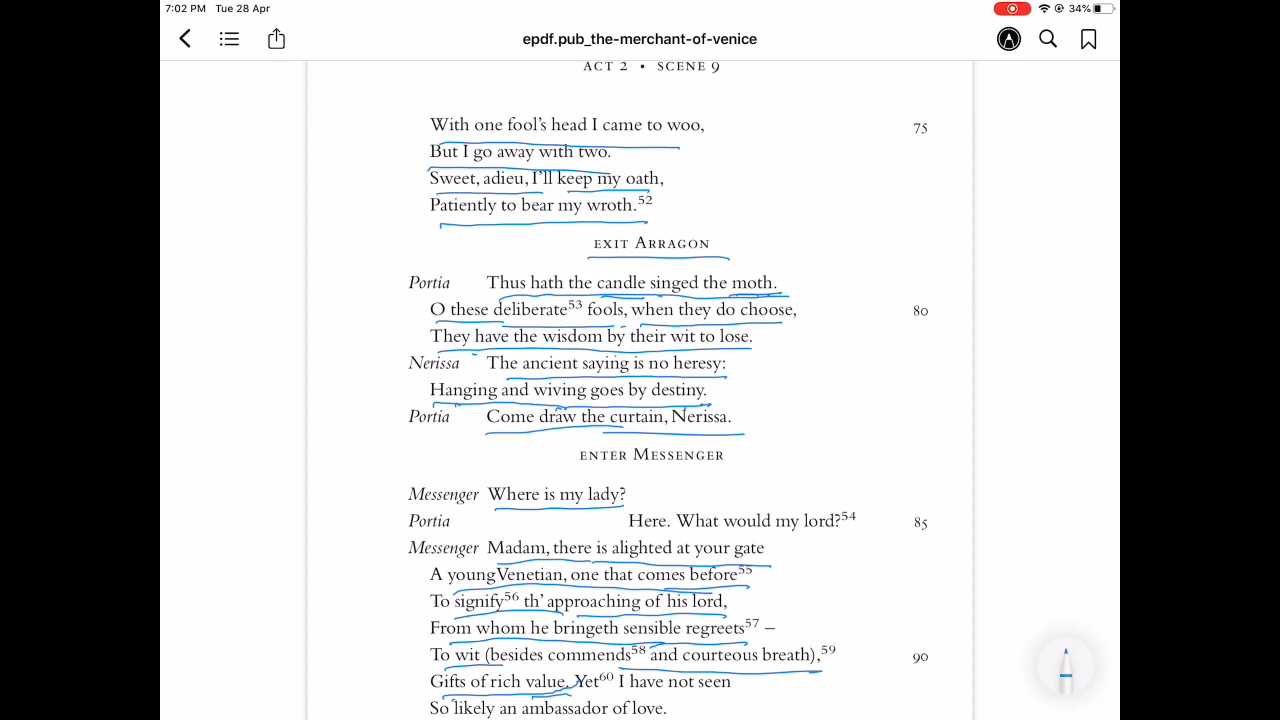 7:02 PM Tue 28 Apr 34%
epdf.pub_the-merchant-of-venice
ACT 2 • SCENE 9
With one fool's head I came to woo, 75
But I go away with two.
Sweet, adieu, I'll keep my oath,
Patiently to bear my wroth.52
EXIT ARRAGON
Portia Thus hath the candle singed the moth.
O these deliberate53 fools, when they do choose, 80
They have the wisdom by their wit to lose.
Nerissa The ancient saying is no heresy:
Hanging and wiving goes by destiny.
Portia Come draw the curtain, Nerissa.
ENTER MESSENGER
Messenger Where is my lady?
Portia Here. What would my lord?54 85
Messenger Madam, there is alighted at your gate
A young Venetian, one that comes before55
To signify56 th' approaching of his lord,
From whom he bringeth sensible regreets57 –
To wit (besides commends58 and courteous breath),59 90
Gifts of rich value. Yet60 I have not seen
So likely an ambassador of love.